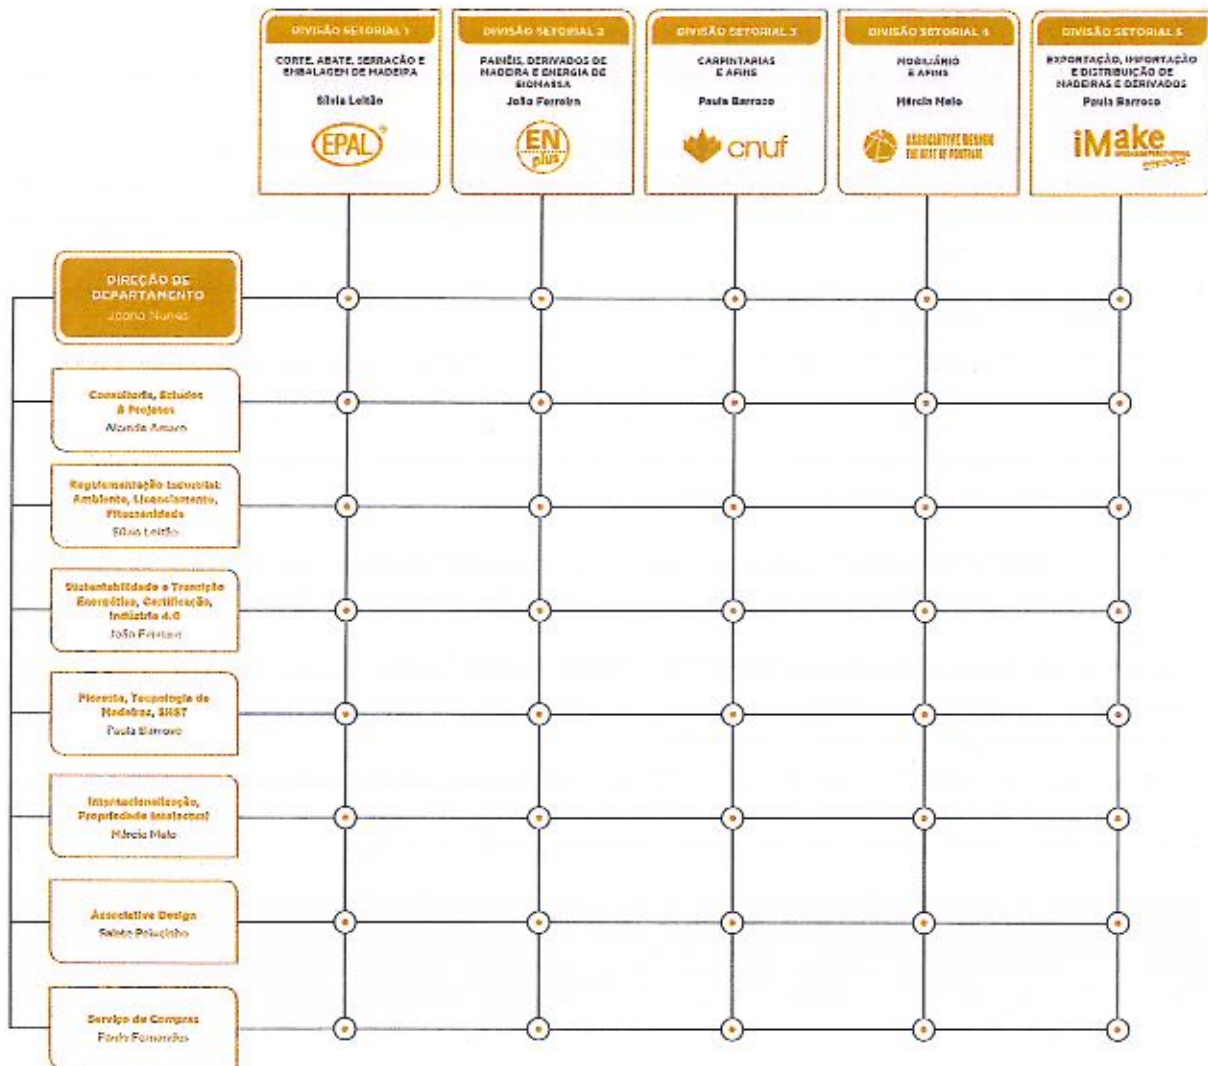 DIVISÃO SETORIAL 1
CORTE, ABATE, SERRAÇÃO E
EMBALAGEM DE MADEIRA
Sílvia Leitão
EPAL
DIVISÃO SETORIAL 2
PAINÉIS, DERIVADOS DE
MADEIRA E ENERGIA DE
BIOMASSA
João Ferreira
EN
plus
DIVISÃO SETORIAL 3
CARPINTARIAS
E AFINS
Paula Barroco
cnuf
DIVISÃO SETORIAL 4
MOBILIÁRIO
E AFINS
Márcia Melo
ASSOCIATIVE DESIGN
THE BEST OF PORTUGAL
DIVISÃO SETORIAL 5
EXPORTAÇÃO, IMPORTAÇÃO
E DISTRIBUIÇÃO DE
MADEIRAS E DERIVADOS
Paula Barroco
iMake
DIREÇÃO DE
DEPARTAMENTO
Joana Nunes
Consultoria, Estudos
& Projetos
Regulamentação Industrial:
Ambiente, Licenciamento,
Fitossanidade
Sílvia Leitão
Sustentabilidade e Transição
Energética, Certificação,
Indústria 4.0
João Ferreira
Floresta, Tecnologia de
Madeiras, SHST
Paula Barroco
Internacionalização,
Propriedade Intelectual
Márcia Melo
Associative Design
Salete
Serviço de Compras
Fernandes